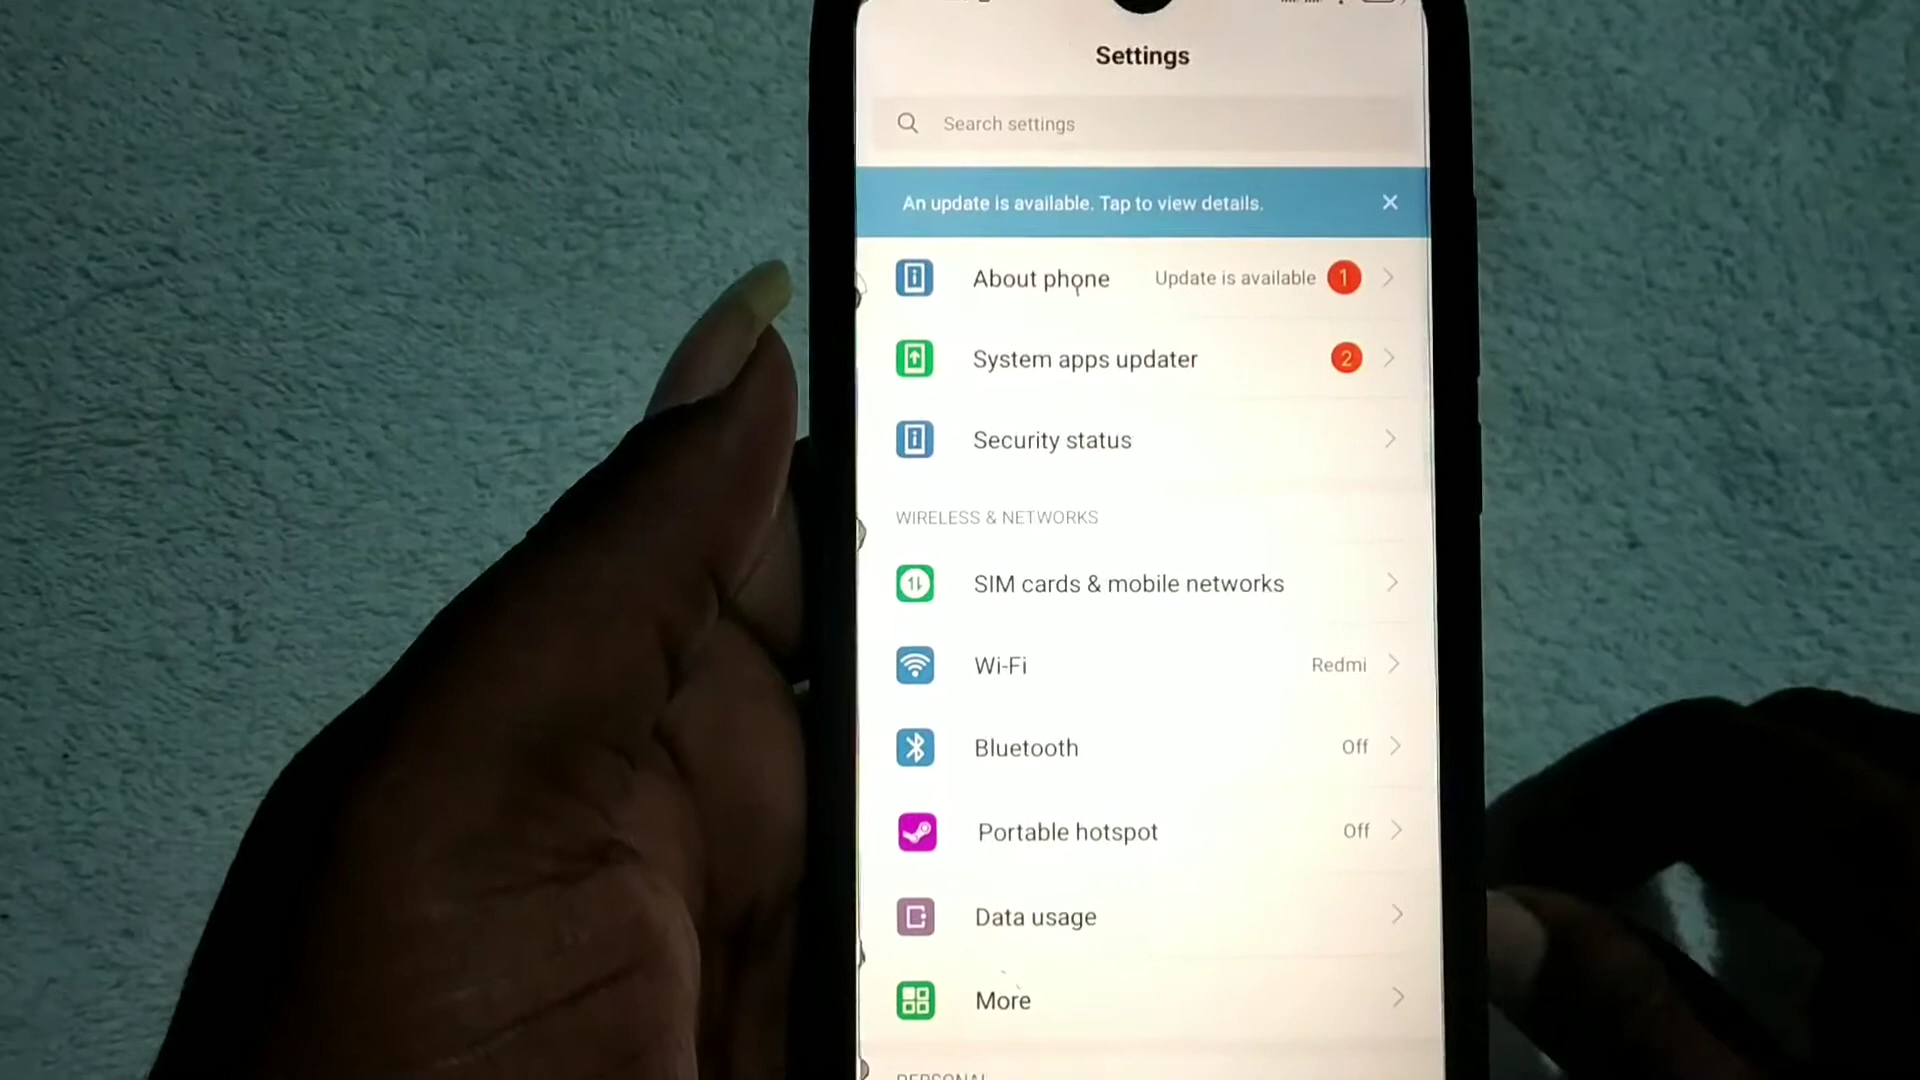 Settings
Search settings
An update is available. Tap to view details.
About phone Update is available 1
System apps updater 2
Security status
WIRELESS & NETWORKS
SIM cards & mobile networks
Wi-Fi Redmi
Bluetooth Off
Portable hotspot Off
Data usage
More
PERSONAL